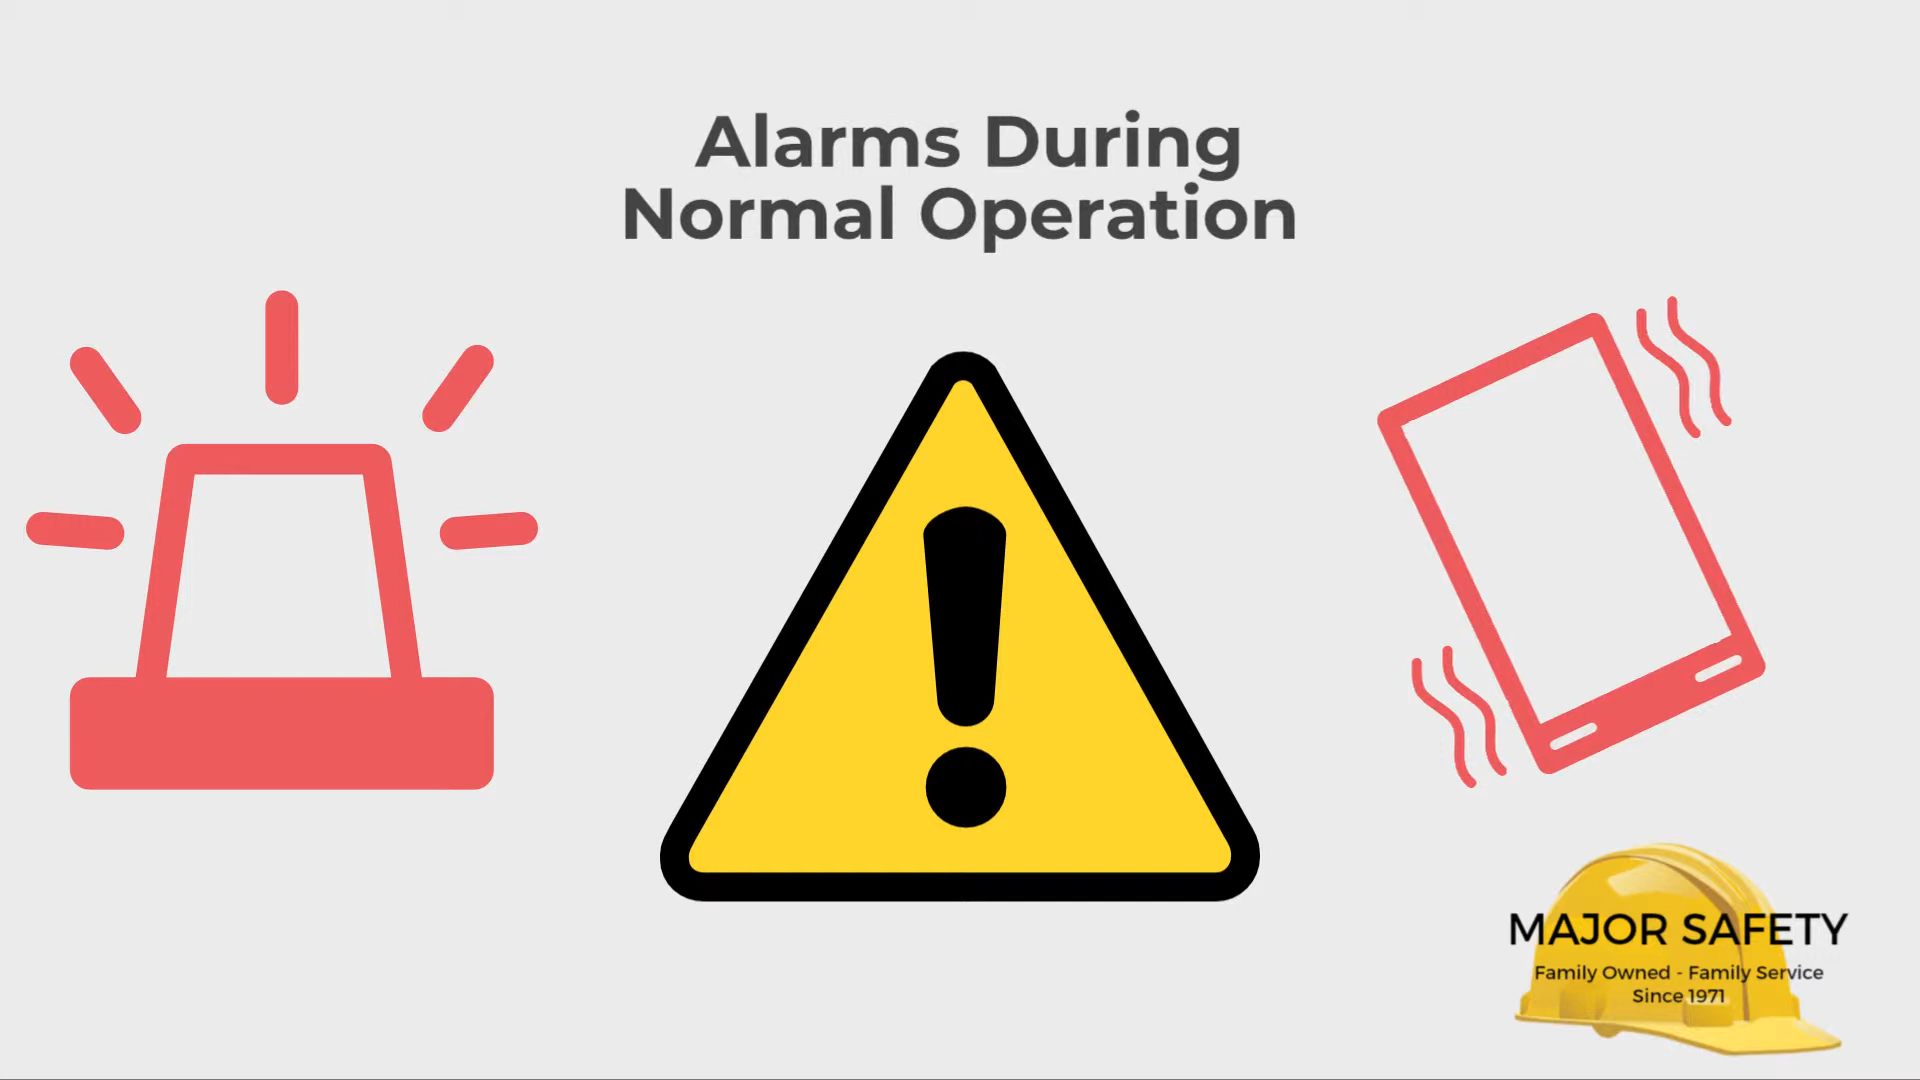 Alarms During
Normal Operation
MAJOR SAFETY
Family Owned - Family Service
Since 1971